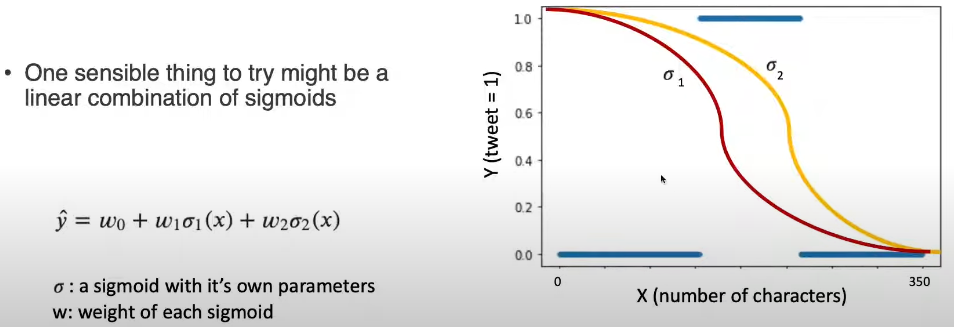 • One sensible thing to try might be a
linear combination of sigmoids
ŷ = w₀ + w₁σ₁(x) + w₂σ₂(x)
σ : a sigmoid with it's own parameters
w: weight of each sigmoid
Y (tweet = 1)
1.0
0.8
0.6
0.4
0.2
0.0
σ₁
σ₂
0
350
X (number of characters)